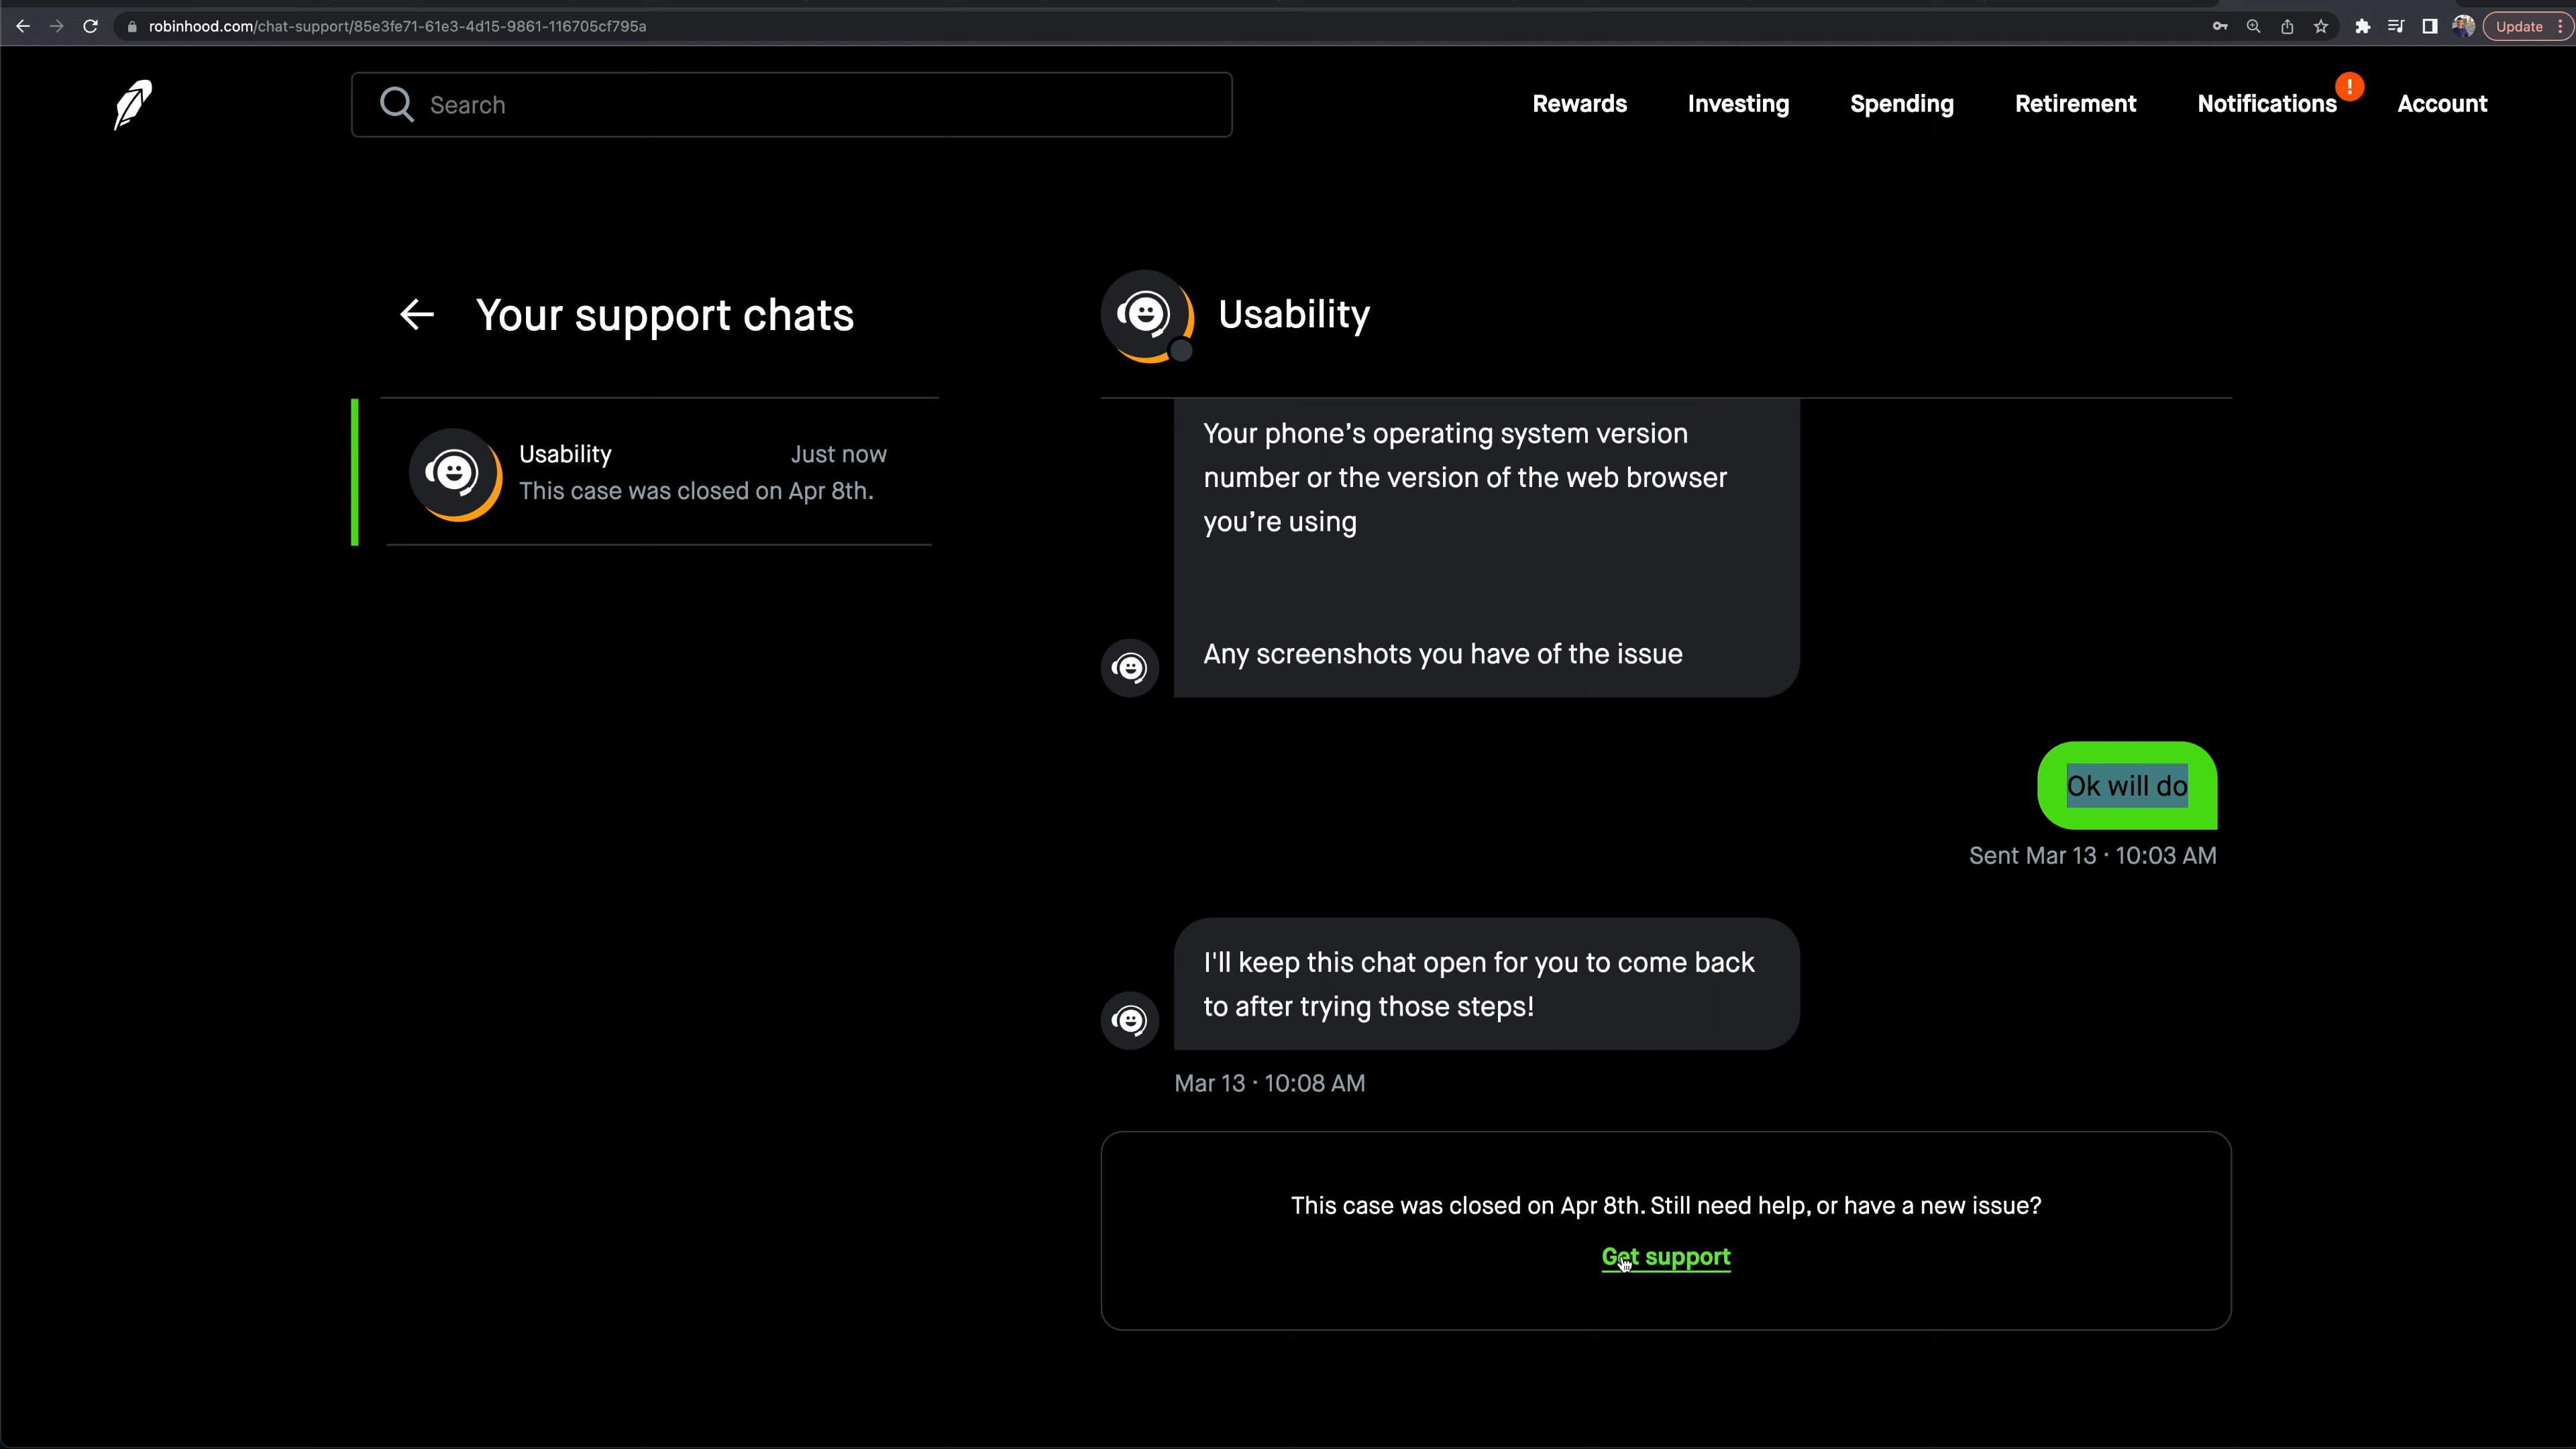 robinhood.com/chat-support/85e3fe71-61e3-4d15-9861-116705cf795a
Update
Search
Rewards
Investing
Spending
Retirement
Notifications
!
Account
Your support chats
Usability
Just now
This case was closed on Apr 8th.
Usability
Your phone’s operating system version
number or the version of the web browser
you’re using
Any screenshots you have of the issue
Ok will do
Sent Mar 13 · 10:03 AM
I'll keep this chat open for you to come back
to after trying those steps!
Mar 13 · 10:08 AM
This case was closed on Apr 8th. Still need help, or have a new issue?
Get support